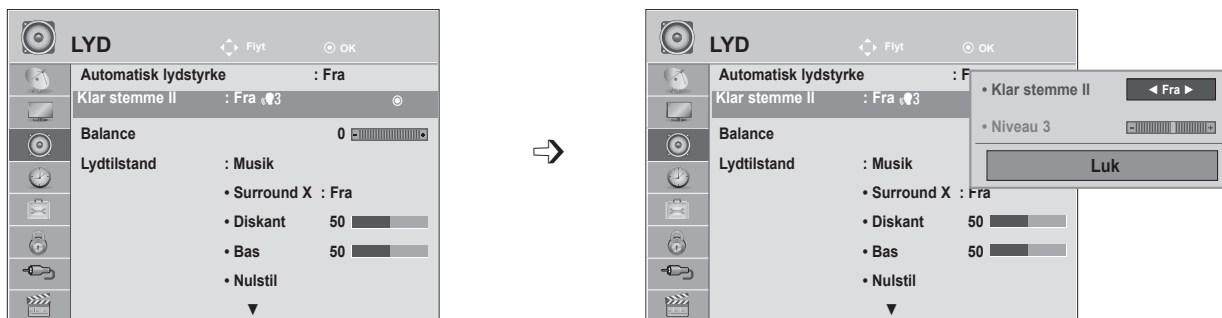 LYD Flyt OK
Automatisk lydstyrke : Fra
Klar stemme II : Fra 3
Balance 0 - +
Lydtilstand : Musik
• Surround X : Fra
• Diskant 50
• Bas 50
• Nulstil
▼
LYD Flyt OK
Automatisk lydstyrke : F
Klar stemme II : Fra 3
Balance
Lydtilstand : Musik
• Surround X : Fra
• Diskant 50
• Bas 50
• Nulstil
▼
• Klar stemme II ◄ Fra ►
• Niveau 3 - +
Luk